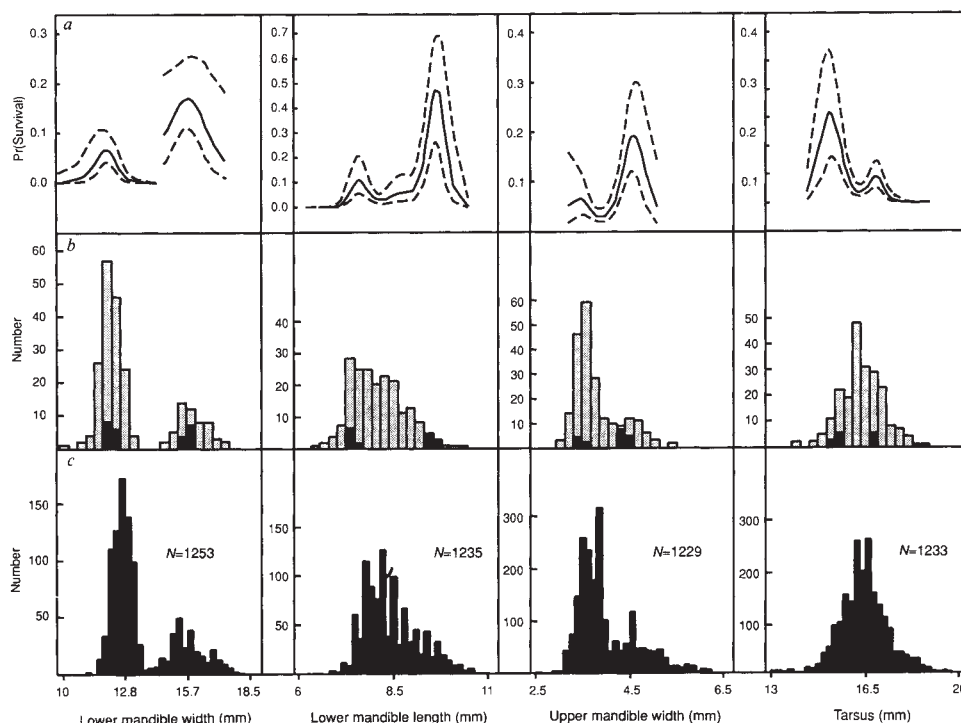 a
0.3
0.2
0.1
0.0
Pr(Survival)
0.7
0.6
0.5
0.4
0.3
0.2
0.1
0.0
0.4
0.3
0.2
0.1
0.4
0.3
0.2
0.1
b
60
50
40
30
20
10
Number
40
30
20
10
60
50
40
30
20
10
50
40
30
20
10
c
150
100
50
Number
N=1253
150
100
50
N=1235
300
200
100
N=1229
300
200
100
N=1233
10 12.8 15.7 18.5
6 8.5 11
2.5 4.5 6.5
13 16.5 20
Lower mandible width (mm)
Lower mandible length (mm)
Upper mandible width (mm)
Tarsus (mm)